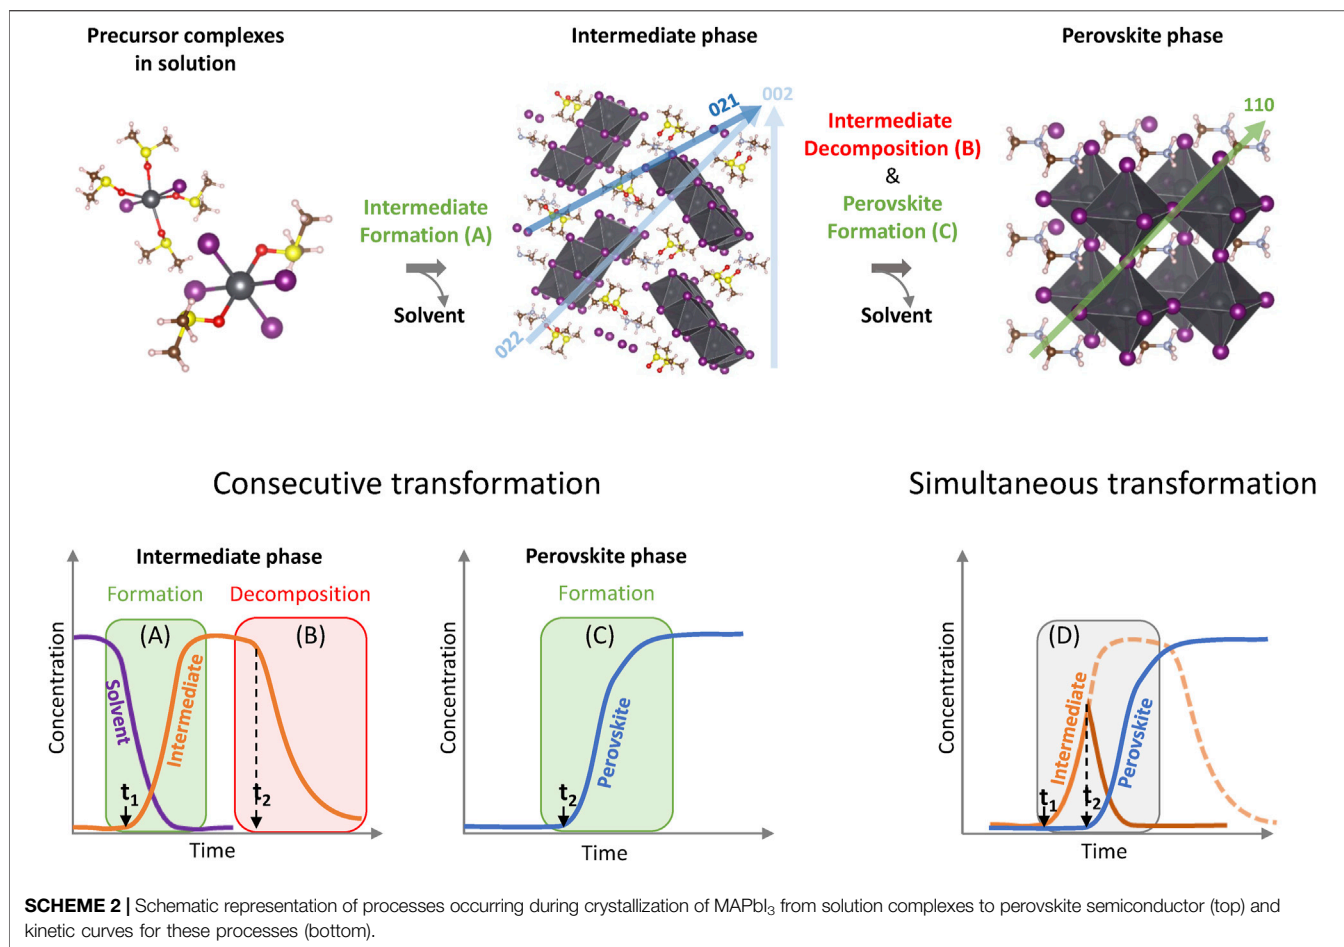 Precursor complexes
in solution
Intermediate phase
Perovskite phase
Intermediate
Formation (A)
Solvent
021
002
022
Intermediate
Decomposition (B)
&
Perovskite
Formation (C)
Solvent
110
Consecutive transformation
Simultaneous transformation
Intermediate phase
Formation
Decomposition
(A)
(B)
Solvent
Intermediate
t₁
t₂
Concentration
Time
Perovskite phase
Formation
(C)
Perovskite
t₂
Concentration
Time
(D)
Intermediate
Perovskite
t₁
t₂
Concentration
Time
SCHEME 2 | Schematic representation of processes occurring during crystallization of MAPbI₃ from solution complexes to perovskite semiconductor (top) and
kinetic curves for these processes (bottom).